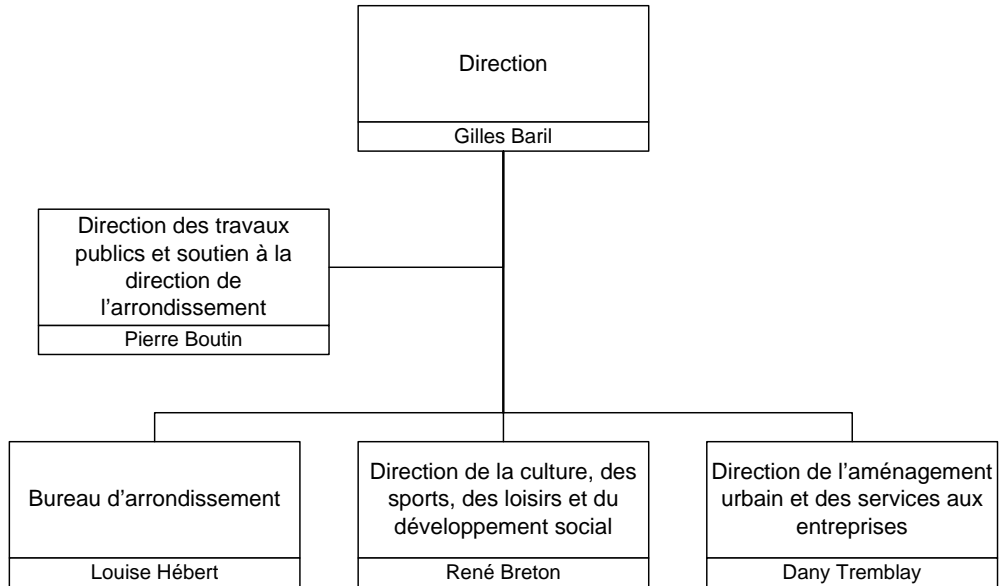 Direction
Gilles Baril
Direction des travaux
publics et soutien à la
direction de
l’arrondissement
Pierre Boutin
Bureau d’arrondissement
Louise Hébert
Direction de la culture, des
sports, des loisirs et du
développement social
René Breton
Direction de l’aménagement
urbain et des services aux
entreprises
Dany Tremblay